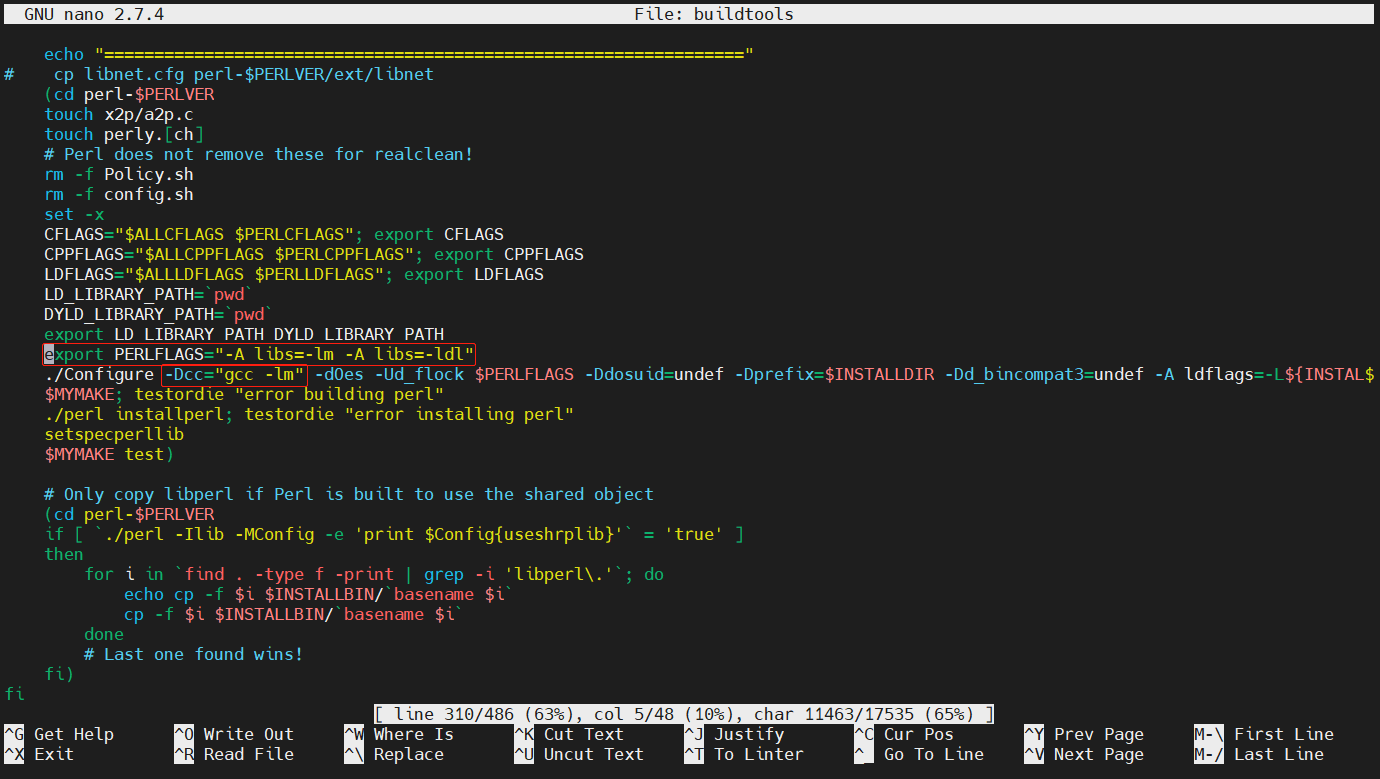 GNU nano 2.7.4 File: buildtools
echo "================================================================"
# cp libnet.cfg perl-$PERLVER/ext/libnet
(cd perl-$PERLVER
touch x2p/a2p.c
touch perly.[ch]
# Perl does not remove these for realclean!
rm -f Policy.sh
rm -f config.sh
set -x
CFLAGS="$ALLCFLAGS $PERLCFLAGS"; export CFLAGS
CPPFLAGS="$ALLCPPFLAGS $PERLCPPFLAGS"; export CPPFLAGS
LDFLAGS="$ALLLDFLAGS $PERLLDFLAGS"; export LDFLAGS
LD_LIBRARY_PATH=`pwd`
DYLD_LIBRARY_PATH=`pwd`
export LD_LIBRARY_PATH DYLD_LIBRARY_PATH
export PERLFLAGS="-A libs=-lm -A libs=-ldl"
./Configure -Dcc="gcc -lm" -dOes -Ud_flock $PERLFLAGS -Ddosuid=undef -Dprefix=$INSTALLDIR -Dd_bincompat3=undef -A ldflags=-L${INSTAL$
$MYMAKE; testordie "error building perl"
./perl installperl; testordie "error installing perl"
setspecperllib
$MYMAKE test)
# Only copy libperl if Perl is built to use the shared object
(cd perl-$PERLVER
if [ `./perl -Ilib -MConfig -e 'print $Config{useshrplib}'` = 'true' ]
then
for i in `find . -type f -print | grep -i 'libperl\.'`; do
echo cp -f $i $INSTALLBIN/`basename $i`
cp -f $i $INSTALLBIN/`basename $i`
done
# Last one found wins!
fi)
fi
[ line 310/486 (63%), col 5/48 (10%), char 11463/17535 (65%) ]
^G Get Help ^O Write Out ^W Where Is ^K Cut Text ^J Justify ^C Cur Pos ^Y Prev Page M-\ First Line
^X Exit ^R Read File ^\ Replace ^U Uncut Text ^T To Linter ^_ Go To Line ^V Next Page M-/ Last Line